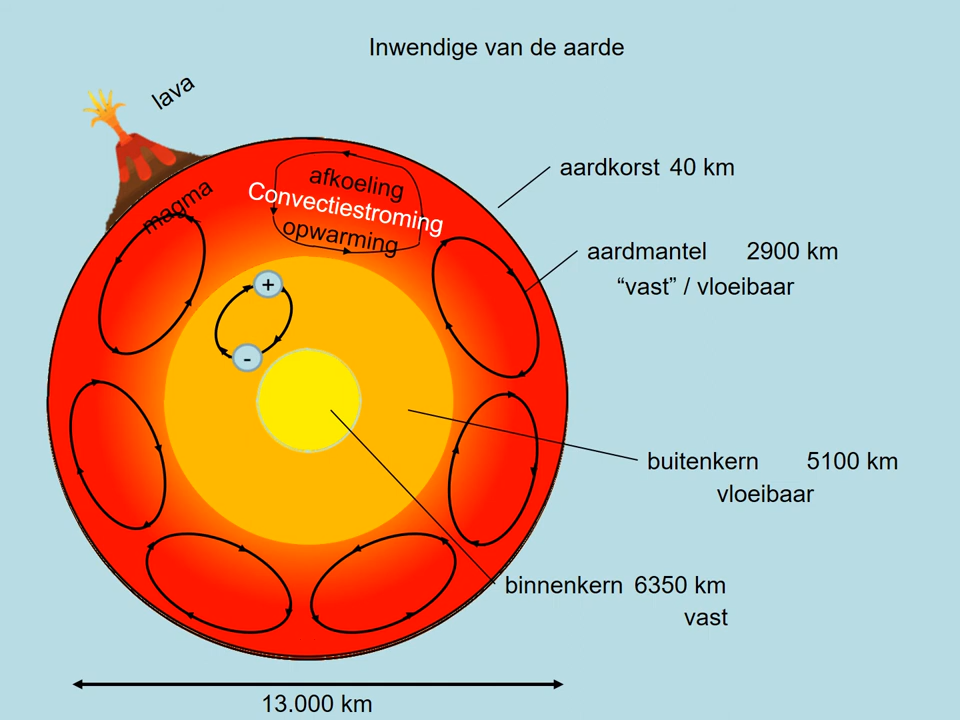 Inwendige van de aarde
lava
magma
afkoeling
Convectiestroming
opwarming
aardkorst 40 km
aardmantel 2900 km
“vast” / vloeibaar
+
-
buitenkern 5100 km
vloeibaar
binnenkern 6350 km
vast
13.000 km